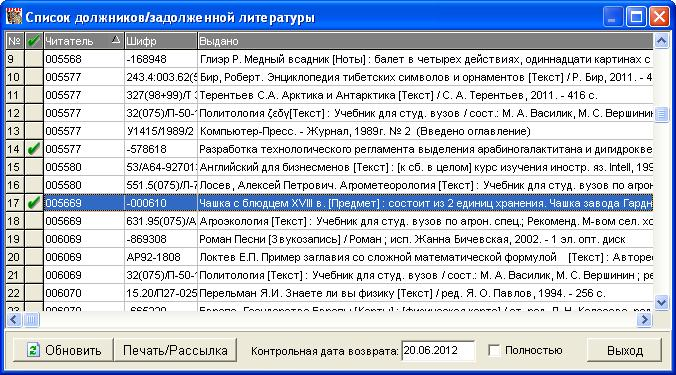 Список должников/задолженной литературы
№ Читатель Шифр Выдано
9 005568 -168948 Глиэр Р. Медный всадник [Ноты] : балет в четырех действиях, одиннадцати картинах с
10 005577 243.4:003.62( Бир, Роберт. Энциклопедия тибетских символов и орнаментов [Текст] / Р. Бир, 2011. - 4
11 005577 327(98+99)/Т Терентьев С.А. Арктика и Антарктика [Текст] / С. А. Терентьев, 2011. - 416 с.
12 005577 32(075)/Л-50- Политология ζεδγ[Текст] : Учебник для студ. вузов / сост.: М. А. Василик, М. С. Вершинин
13 005577 У1415/1989/2 Компьютер-Пресс. - Журнал, 1989г. № 2 (Введено оглавление)
14 005577 -578618 Разработка технологического регламента выделения арабиногалактитана и дигидрокве
15 005580 53/А64-92701 Английский для бизнесменов [Текст] : [к сб. в целом] курс изучения иностр. яз. Intell, 199
16 005580 551.5(075)/Л-7 Лосев, Алексей Петрович. Агрометеорология [Текст] : Учебник для студ. вузов по агрон
17 005669 -000610 Чашка с блюдцем XVIII в. [Предмет] : состоит из 2 единиц хранения. Чашка завода Гардн
18 005669 631.95(075)/А Агроэкология [Текст] : Учебник для студ. вузов по агрон. спец.; Рекоменд. М-вом сел. хо
19 006069 -869308 Роман Песни [Звукозапись] / Роман ; исп. Жанна Бичевская, 2002. - 1 эл. опт. диск
20 006069 АР92-1808 Локтев Е.П. Пример заглавия со сложной математической формулой [Текст] : Авторе
21 006069 32(075)/Л-50 Политология [Текст] : Учебник для студ. вузов / сост.: М. А. Василик, М. С. Вершинин ; ре
22 006070 15.20/П27-025 Перельман Я.И. Знаете ли вы физику [Текст] / ред. Я. О. Павлов, 1994. - 256 с.
23 006070 -665220
Обновить Печать/Рассылка Контрольная дата возврата: 20.06.2012 Полностью Выход